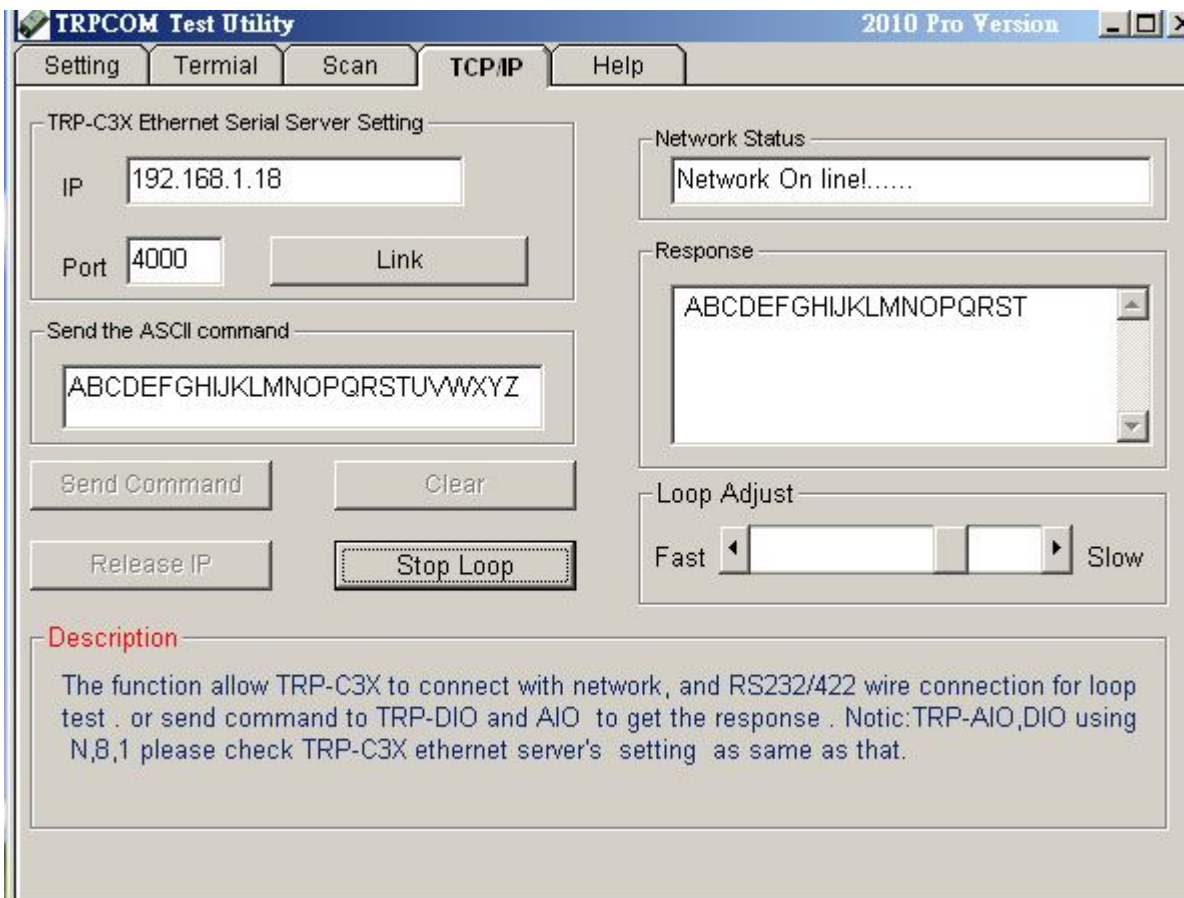 TRPCOM Test Utility 2010 Pro Version
Setting Termial Scan TCP/IP Help
TRP-C3X Ethernet Serial Server Setting
IP 192.168.1.18
Port 4000 Link
Send the ASCII command
ABCDEFGHIJKLMNOPQRSTUVWXYZ
Send Command Clear
Release IP Stop Loop
Network Status
Network On line!......
Response
ABCDEFGHIJKLMNOPQRST
Loop Adjust
Fast Slow
Description
The function allow TRP-C3X to connect with network, and RS232/422 wire connection for loop
test . or send command to TRP-DIO and AIO to get the response . Notic:TRP-AIO,DIO using
N,8,1 please check TRP-C3X ethernet server's setting as same as that.